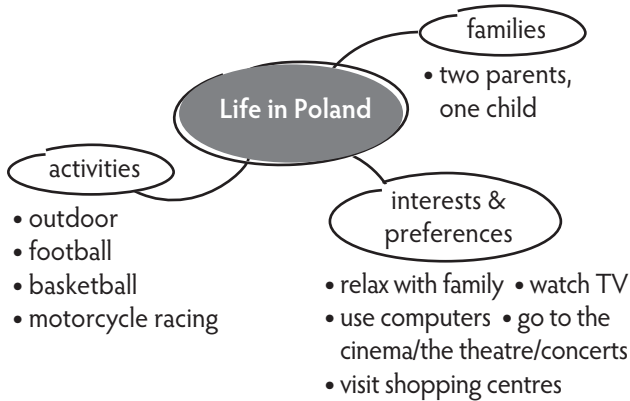 families
• two parents,
one child
Life in Poland
activities
• outdoor
• football
• basketball
• motorcycle racing
interests &
preferences
• relax with family • watch TV
• use computers • go to the
cinema/the theatre/concerts
• visit shopping centres